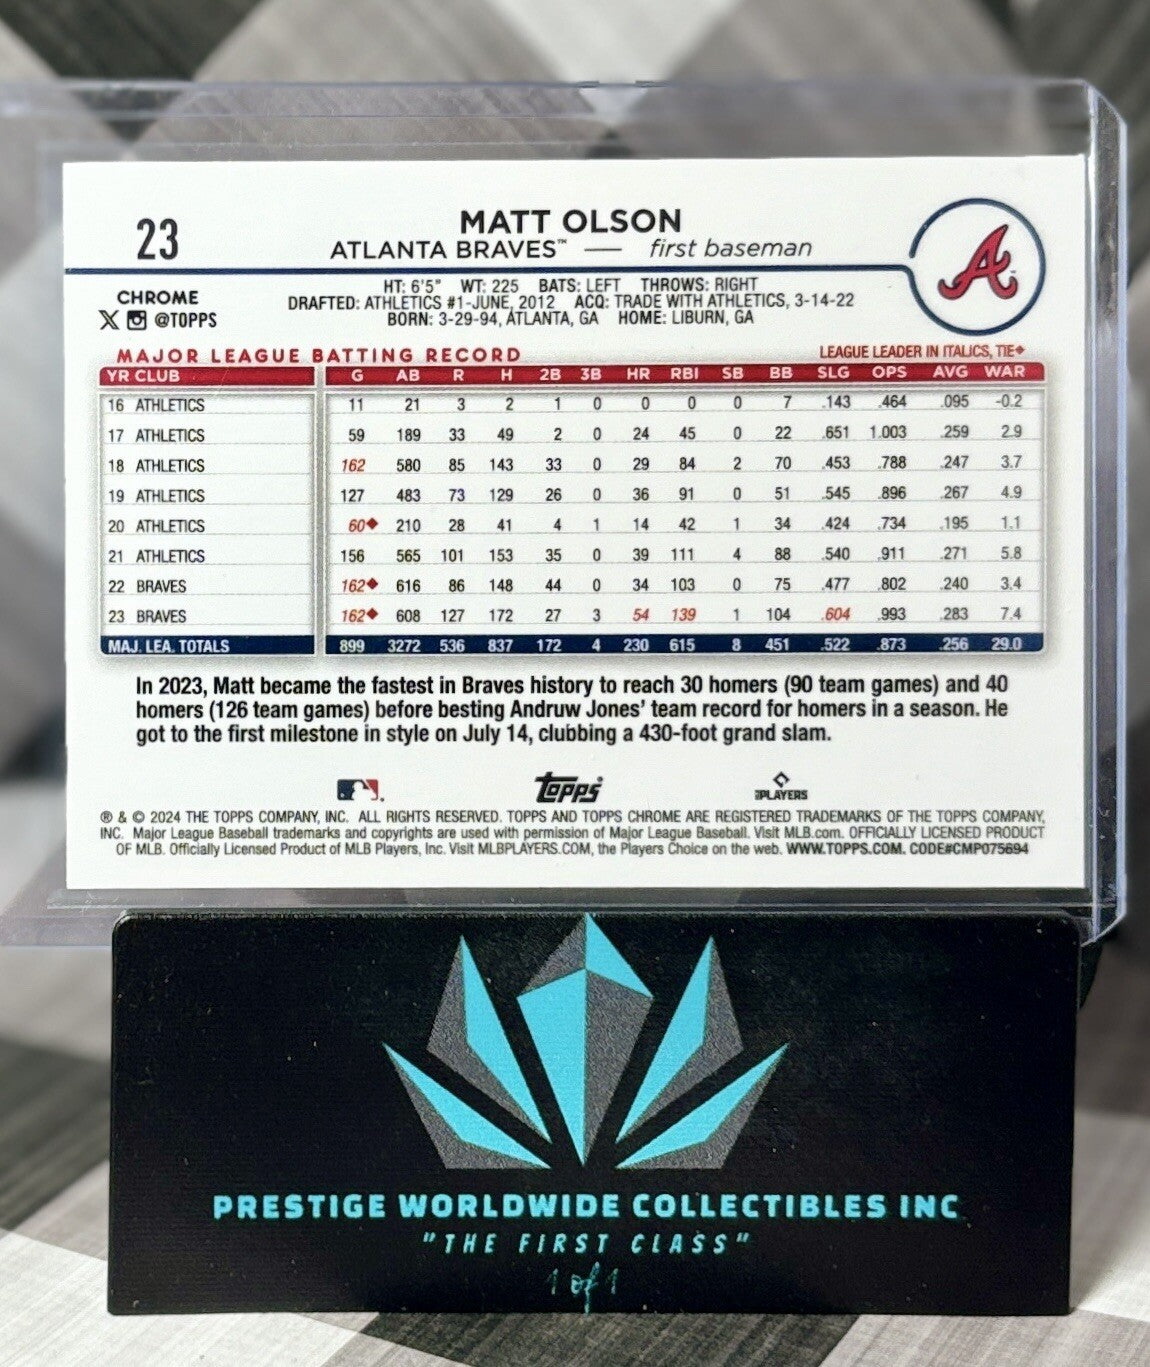 23
MATT OLSON
ATLANTA BRAVES™ — first baseman
A
CHROME
X @TOPPS
HT: 6'5" WT: 225 BATS: LEFT THROWS: RIGHT
DRAFTED: ATHLETICS #1-JUNE, 2012 ACQ: TRADE WITH ATHLETICS, 3-14-22
BORN: 3-29-94, ATLANTA, GA HOME: LIBURN, GA
MAJOR LEAGUE BATTING RECORD LEAGUE LEADER IN ITALICS, TIE♦
YR CLUB G AB R H 2B 3B HR RBI SB BB SLG OPS AVG WAR
16 ATHLETICS 11 21 3 2 1 0 0 0 0 7 .143 .464 .095 -0.2
17 ATHLETICS 59 189 33 49 2 0 24 45 0 22 .651 1.003 .259 2.9
18 ATHLETICS 162 580 85 143 33 0 29 84 2 70 .453 .788 .247 3.7
19 ATHLETICS 127 483 73 129 26 0 36 91 0 51 .545 .896 .267 4.9
20 ATHLETICS 60♦ 210 28 41 4 1 14 42 1 34 .424 .734 .195 1.1
21 ATHLETICS 156 565 101 153 35 0 39 111 4 88 .540 .911 .271 5.8
22 BRAVES 162♦ 616 86 148 44 0 34 103 0 75 .477 .802 .240 3.4
23 BRAVES 162♦ 608 127 172 27 3 54 139 1 104 .604 .993 .283 7.4
MAJ. LEA. TOTALS 899 3272 536 837 172 4 230 615 8 451 .522 .873 .256 29.0
In 2023, Matt became the fastest in Braves history to reach 30 homers (90 team games) and 40
homers (126 team games) before besting Andruw Jones' team record for homers in a season. He
got to the first milestone in style on July 14, clubbing a 430-foot grand slam.
Topps
MLBPLAYERS
® & © 2024 THE TOPPS COMPANY, INC. ALL RIGHTS RESERVED. TOPPS AND TOPPS CHROME ARE REGISTERED TRADEMARKS OF THE TOPPS COMPANY,
INC. Major League Baseball trademarks and copyrights are used with permission of Major League Baseball. Visit MLB.com. OFFICIALLY LICENSED PRODUCT
OF MLB. Officially Licensed Product of MLB Players, Inc. Visit MLBPLAYERS.COM, the Players Choice on the web. WWW.TOPPS.COM. CODE#CMP075694
PRESTIGE WORLDWIDE COLLECTIBLES INC
"THE FIRST CLASS"
1 of 1